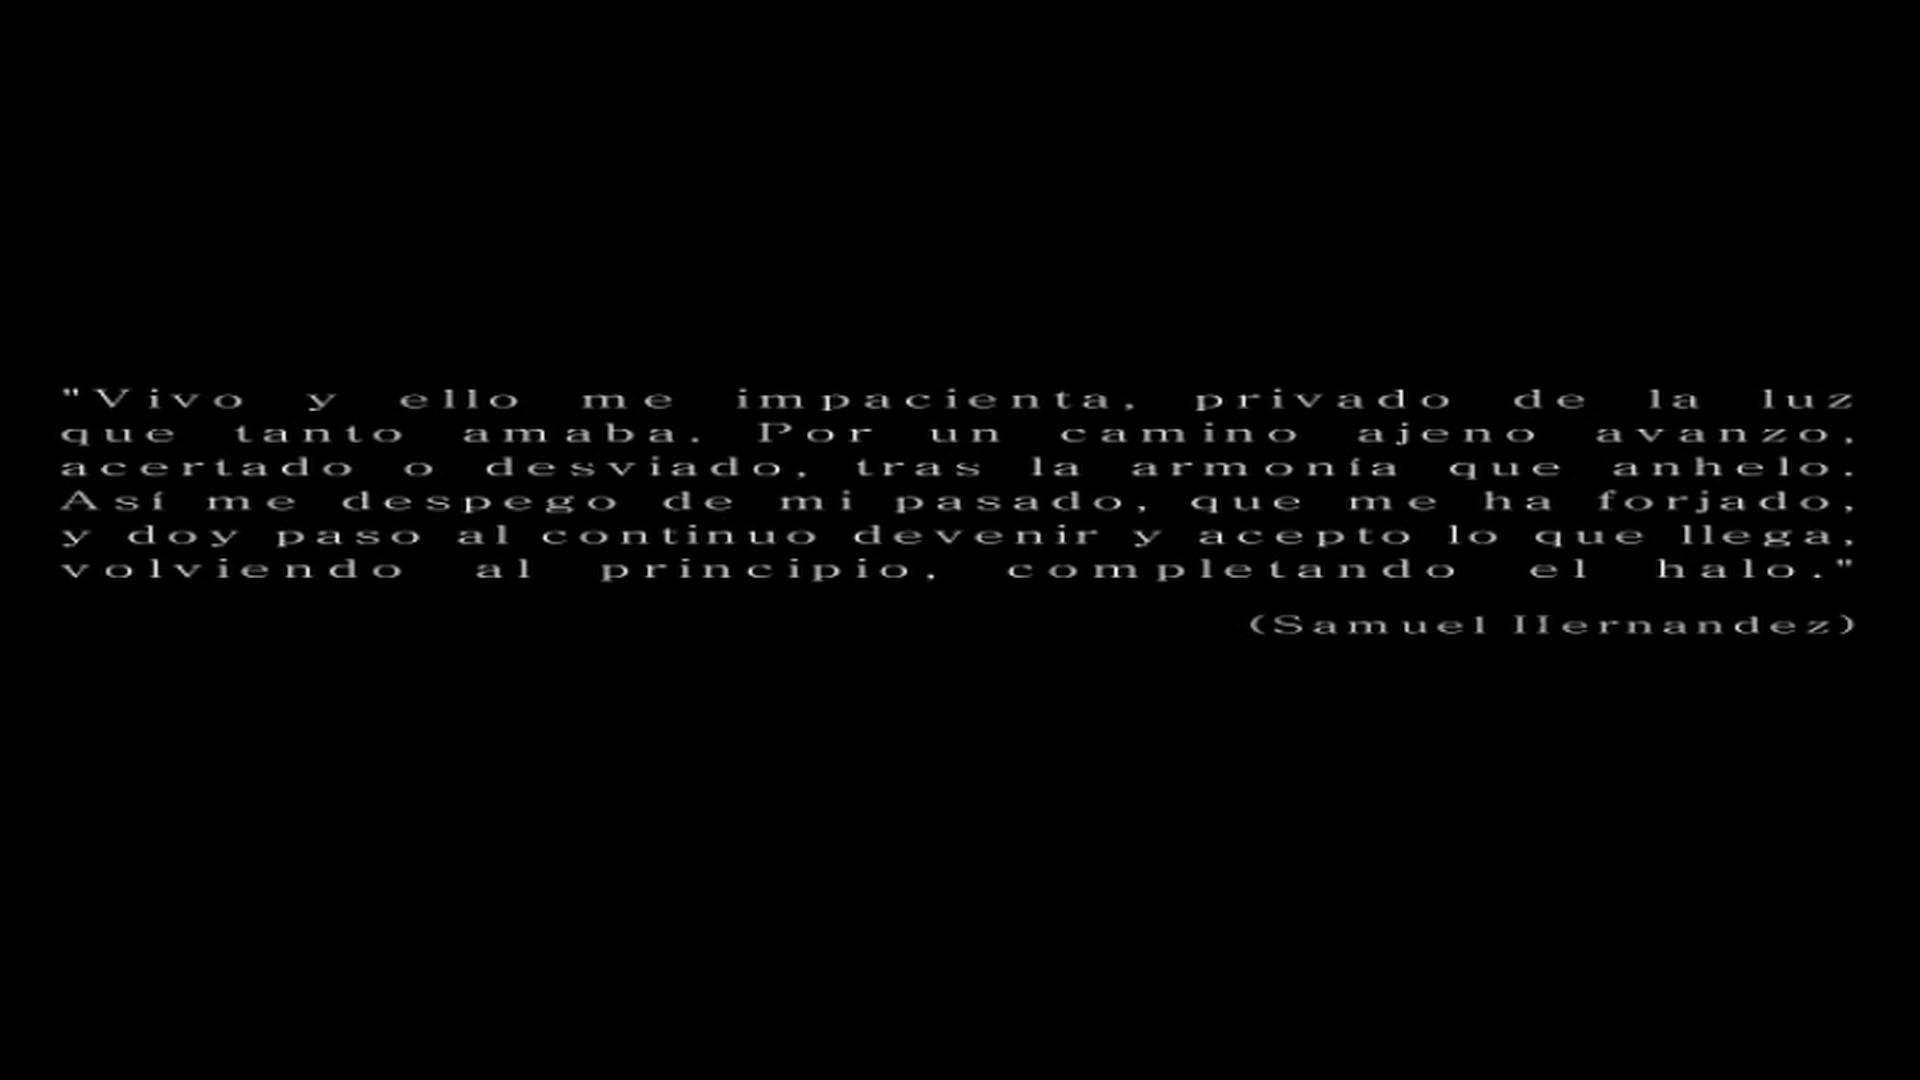 "Vivo y ello me impacienta, privado de la luz
que tanto amaba. Por un camino ajeno avanzo,
acertado o desviado, tras la armonía que anhelo.
Así me despego de mi pasado, que me ha forjado,
y doy paso al continuo devenir y acepto lo que llega,
volviendo al principio, completando el halo."
(Samuel Hernandez)